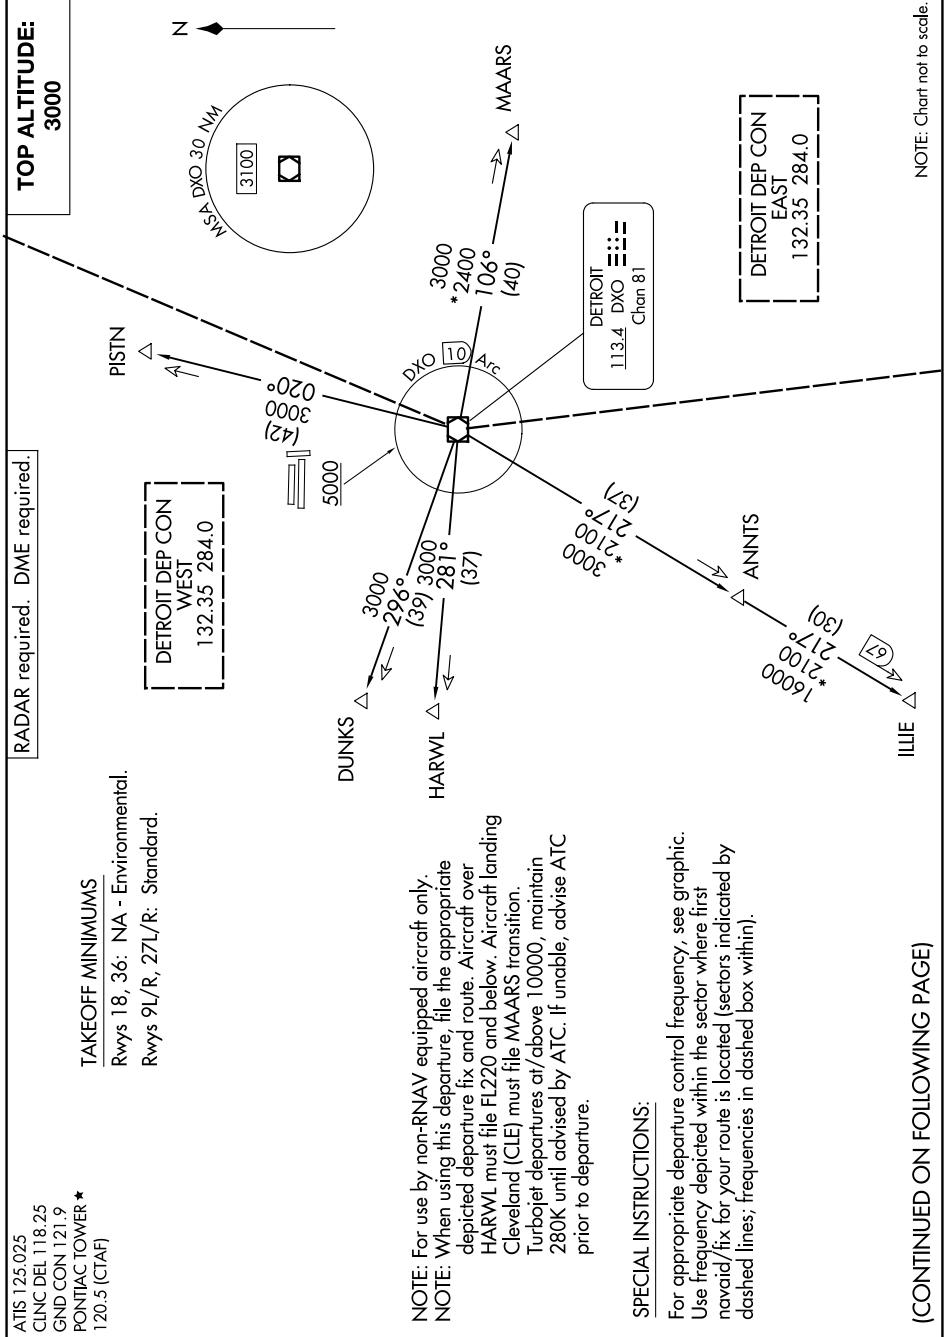 ATIS 125.025
CLNC DEL 118.25
GND CON 121.9
PONTIAC TOWER ★
120.5 (CTAF)
RADAR required. DME required.
TOP ALTITUDE:
3000
TAKEOFF MINIMUMS
Rwys 18, 36: NA - Environmental.
Rwys 9L/R, 27L/R: Standard.
N
MSA DXO 30 NM
3100
PISTN
020°
3000
(42)
DETROIT DEP CON
WEST
132.35 284.0
5000
DXO 10 Arc
3000
*2400
106°
(40)
MAARS
DUNKS
3000
296°
(39)
HARWL
3000
281°
(37)
DETROIT
113.4 DXO
Chan 81
(37)
217°
*2100
3000
ANNTS
(30)
217°
*2100
16000
67
ILLIE
DETROIT DEP CON
EAST
132.35 284.0
NOTE: For use by non-RNAV equipped aircraft only.
NOTE: When using this departure, file the appropriate
depicted departure fix and route. Aircraft over
HARWL must file FL220 and below. Aircraft landing
Cleveland (CLE) must file MAARS transition.
Turbojet departures at/above 10000, maintain
280K until advised by ATC. If unable, advise ATC
prior to departure.
SPECIAL INSTRUCTIONS:
For appropriate departure control frequency, see graphic.
Use frequency depicted within the sector where first
navaid/fix for your route is located (sectors indicated by
dashed lines; frequencies in dashed box within).
(CONTINUED ON FOLLOWING PAGE)
NOTE: Chart not to scale.